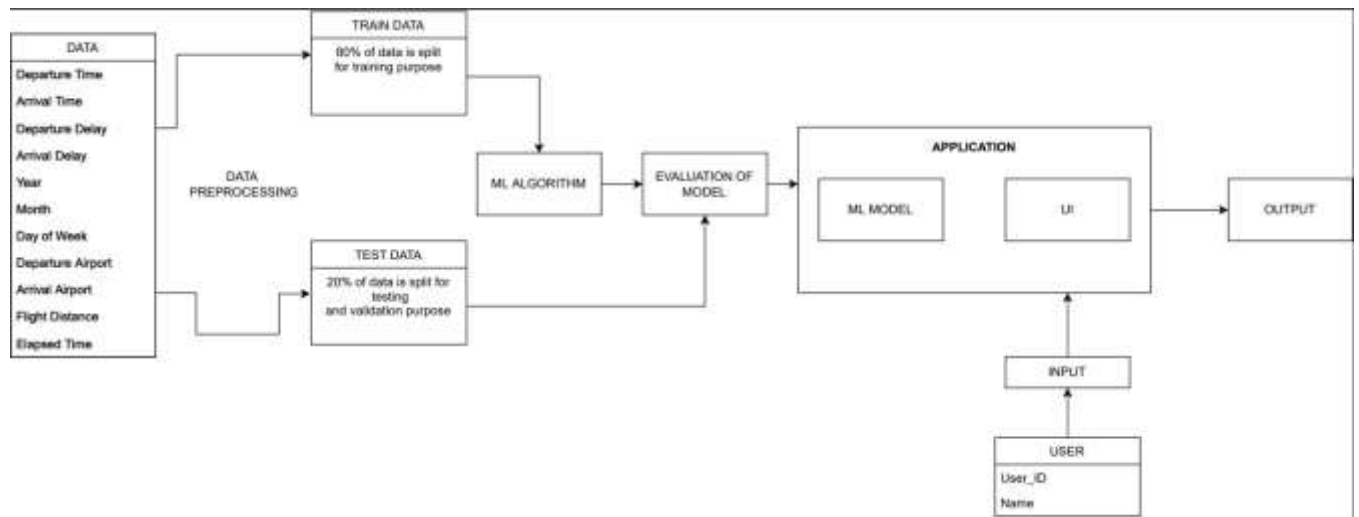 DATA
Departure Time
Arrival Time
Departure Delay
Arrival Delay
Year
Month
Day of Week
Departure Airport
Arrival Airport
Flight Distance
Elapsed Time
DATA
PREPROCESSING
TRAIN DATA
80% of data is split
for training purpose
TEST DATA
20% of data is split for
testing
and validation purpose
ML ALGORITHM
EVALUATION OF
MODEL
APPLICATION
ML MODEL
UI
OUTPUT
INPUT
USER
User_ID
Name